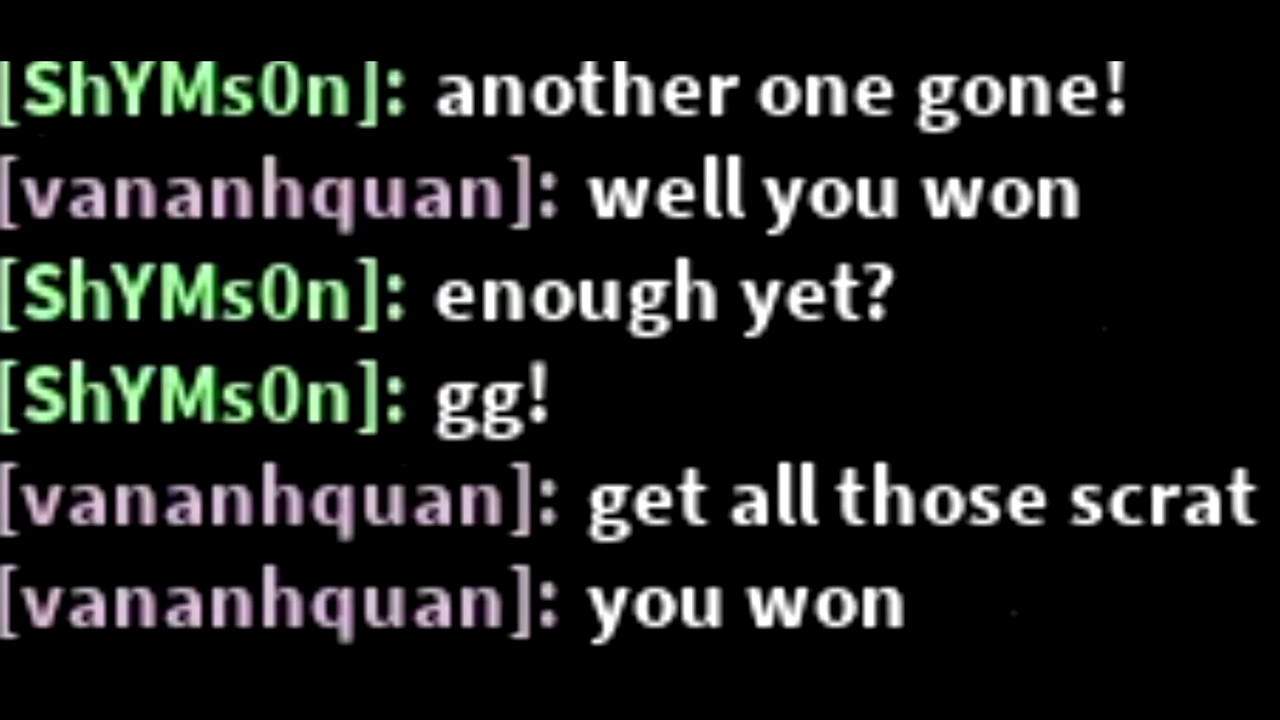 [ShYMs0n]: another one gone!
[vananhquan]: well you won
[ShYMs0n]: enough yet?
[ShYMs0n]: gg!
[vananhquan]: get all those scrat
[vananhquan]: you won